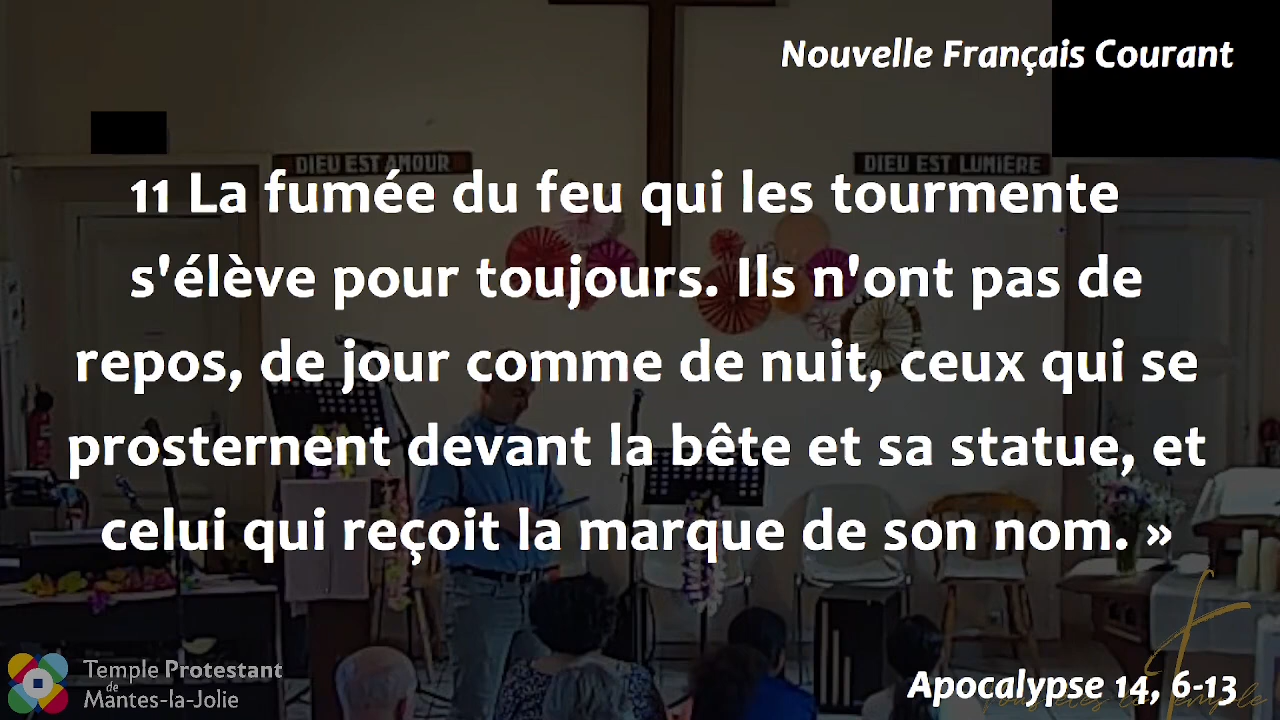 Nouvelle Français Courant
DIEU EST AMOUR
DIEU EST LUMIÈRE
11 La fumée du feu qui les tourmente
s'élève pour toujours. Ils n'ont pas de
repos, de jour comme de nuit, ceux qui se
prosternent devant la bête et sa statue, et
celui qui reçoit la marque de son nom. »
Temple Protestant
de
Mantes-la-Jolie
Apocalypse 14, 6-13